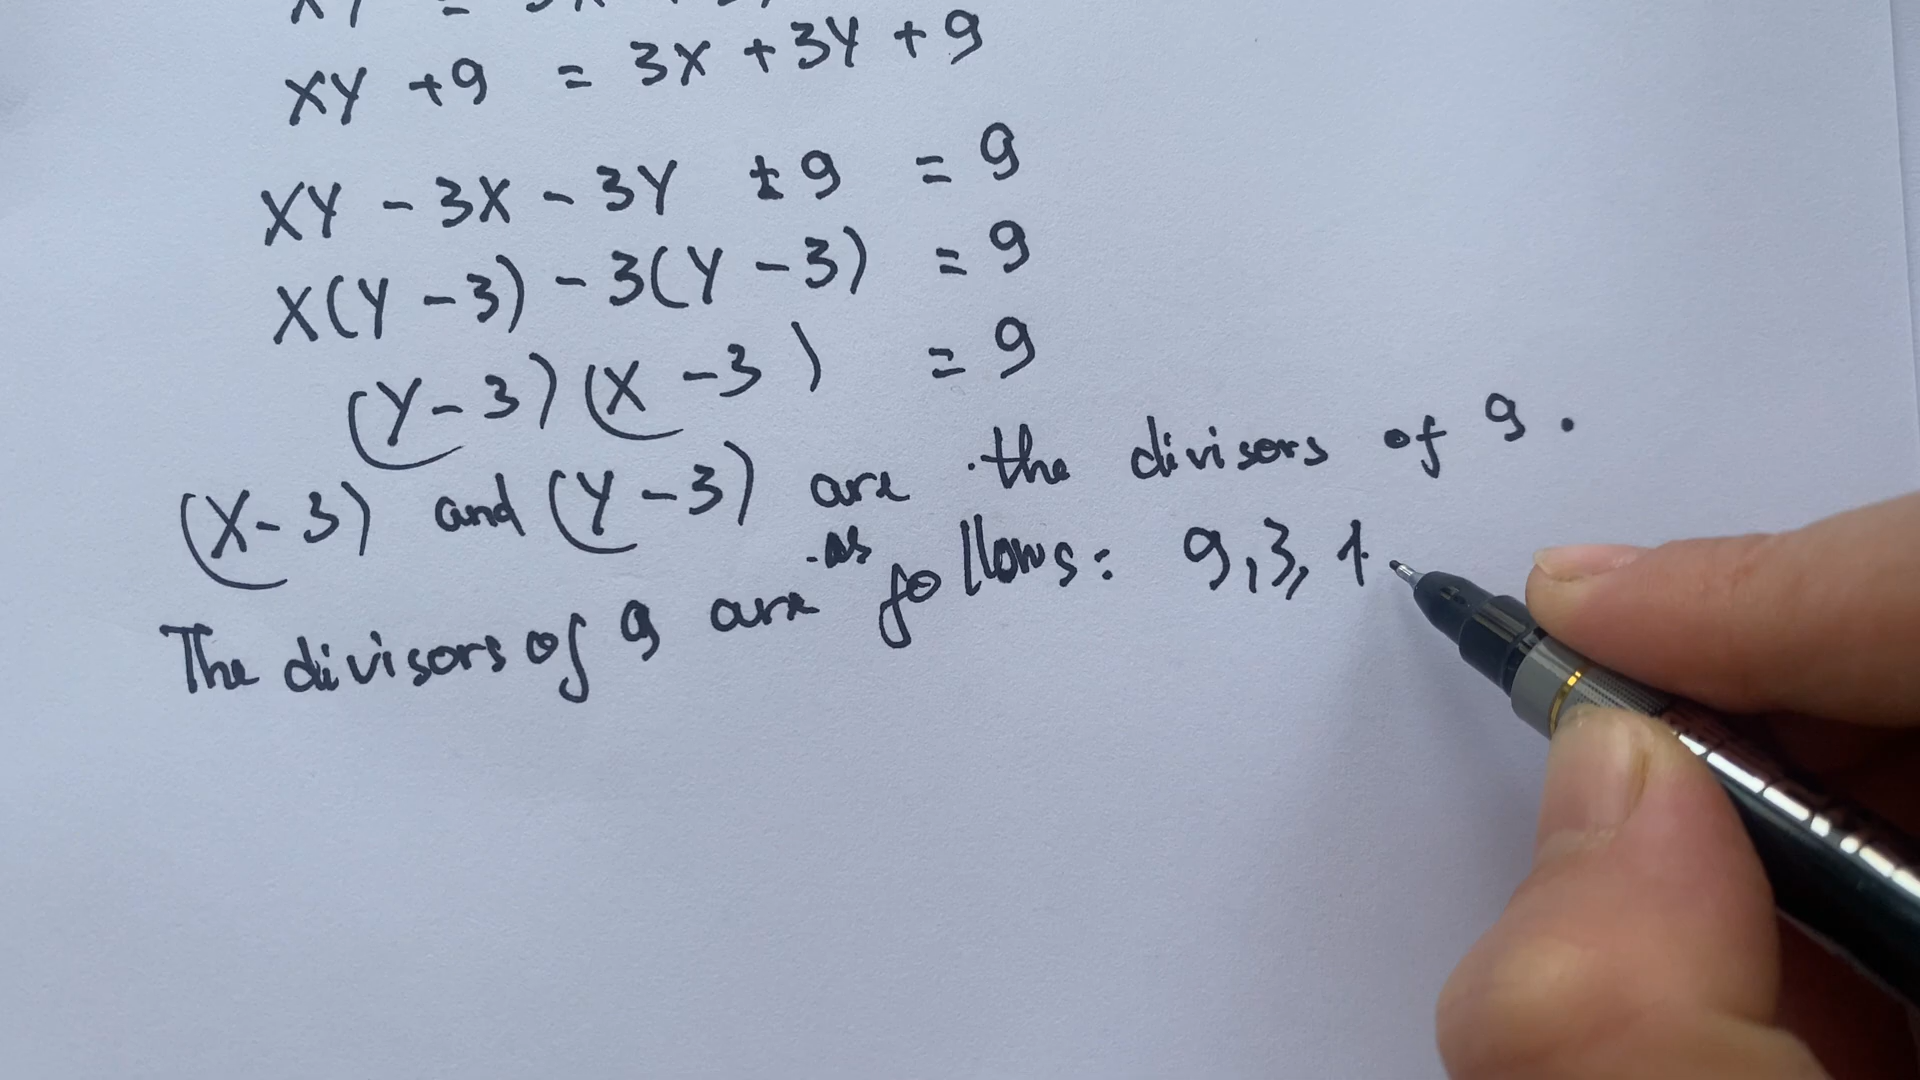 XY + 9 = 3X + 3Y + 9
XY - 3X - 3Y + 9 = 9
X(Y - 3) - 3(Y - 3) = 9
(Y - 3)(X - 3) = 9
(X - 3) and (Y - 3) are the divisors of 9.
The divisors of 9 are as follows: 9, 3, 1